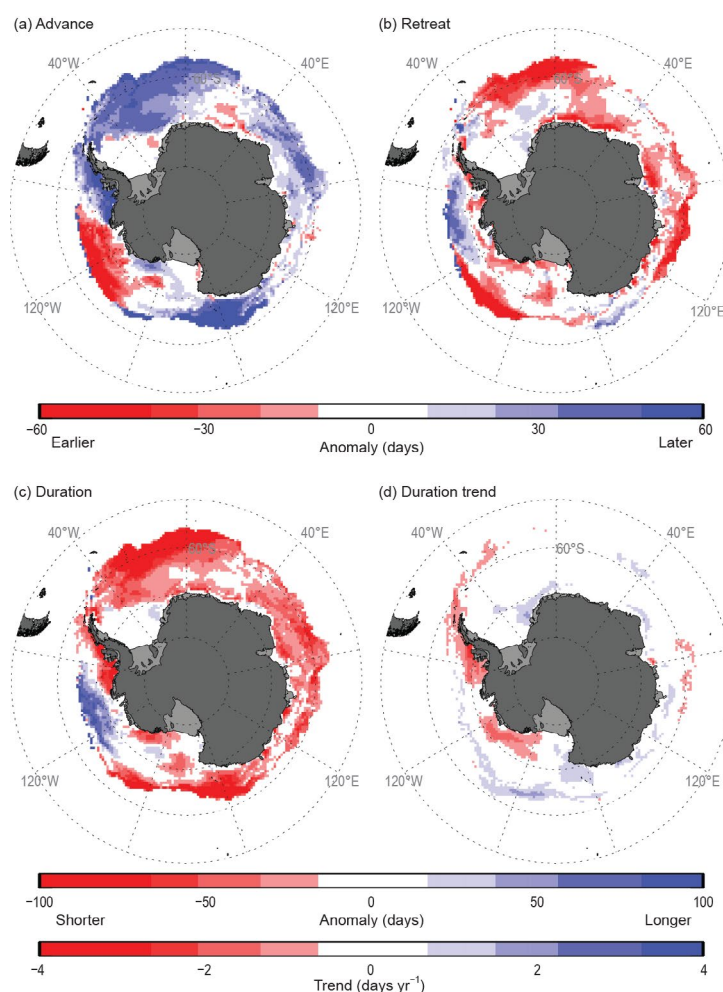 (a) Advance
(b) Retreat
40°W
40°E
60°S
40°W
40°E
60°S
120°W
120°E
120°W
120°E
−60
−30
0
30
60
Earlier
Anomaly (days)
Later
(c) Duration
(d) Duration trend
40°W
40°E
60°S
40°W
40°E
60°S
120°W
120°E
120°W
120°E
−100
−50
0
50
100
Shorter
Anomaly (days)
Longer
−4
−2
0
2
4
Trend (days yr⁻¹)